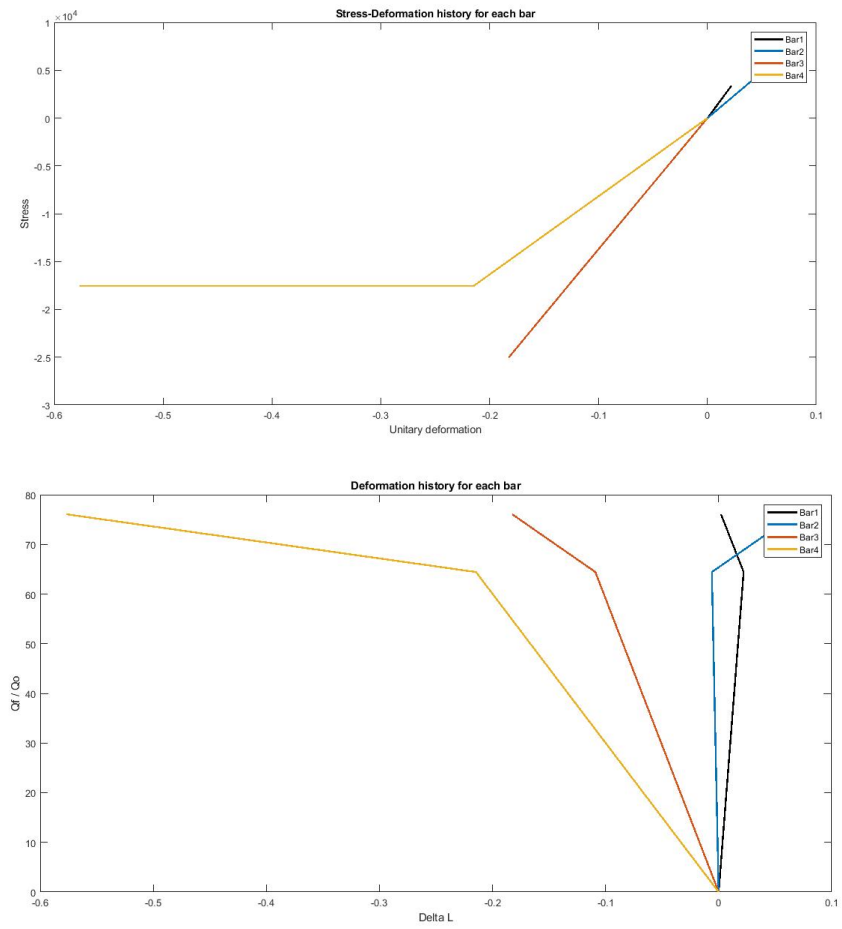 Stress-Deformation history for each bar
×10⁴
1
0.5
0
-0.5
-1
-1.5
-2
-2.5
-3
Stress
-0.6 -0.5 -0.4 -0.3 -0.2 -0.1 0 0.1
Unitary deformation
Bar1
Bar2
Bar3
Bar4
Deformation history for each bar
80
70
60
50
40
30
20
10
0
Qf / Qo
-0.6 -0.5 -0.4 -0.3 -0.2 -0.1 0 0.1
Delta L
Bar1
Bar2
Bar3
Bar4